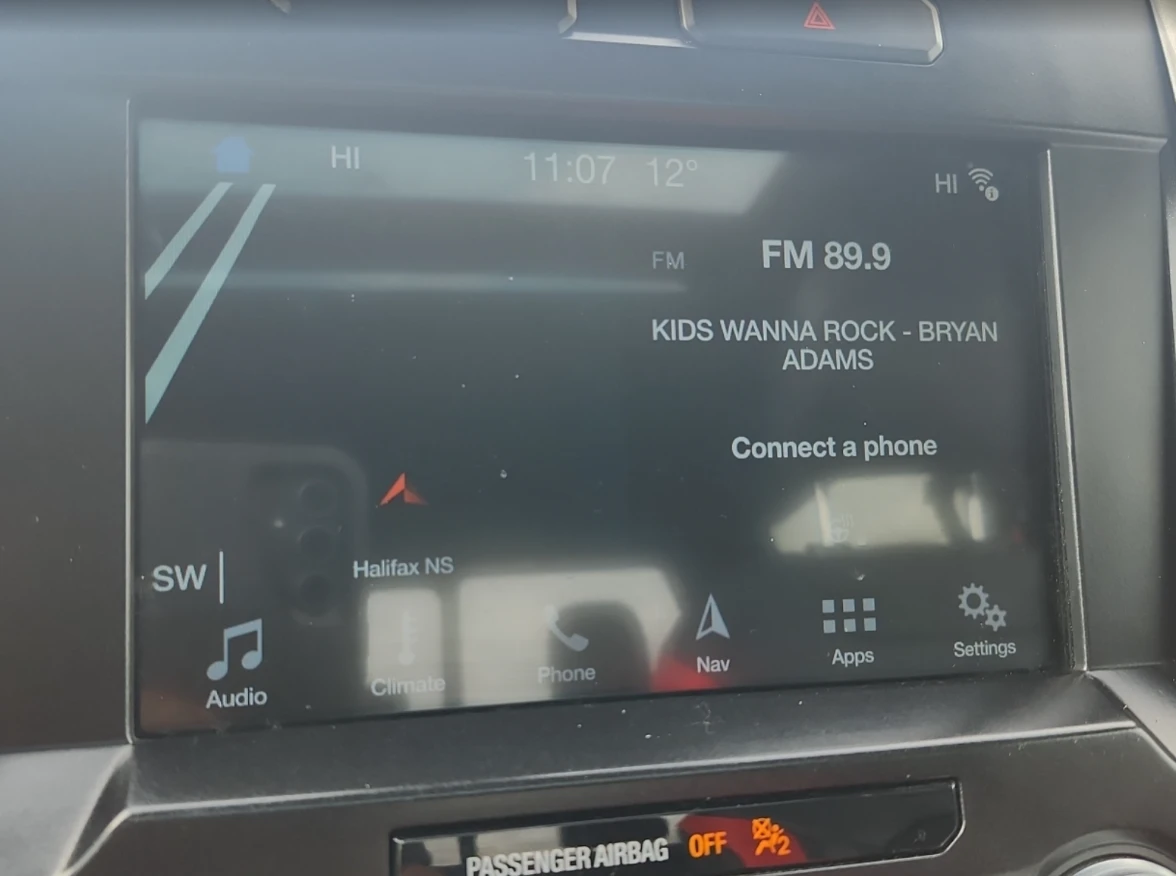 HI 11:07 12° HI
FM FM 89.9
KIDS WANNA ROCK - BRYAN
ADAMS
Connect a phone
Halifax NS
SW
Audio Climate Phone Nav Apps Settings
PASSENGER AIRBAG OFF 2